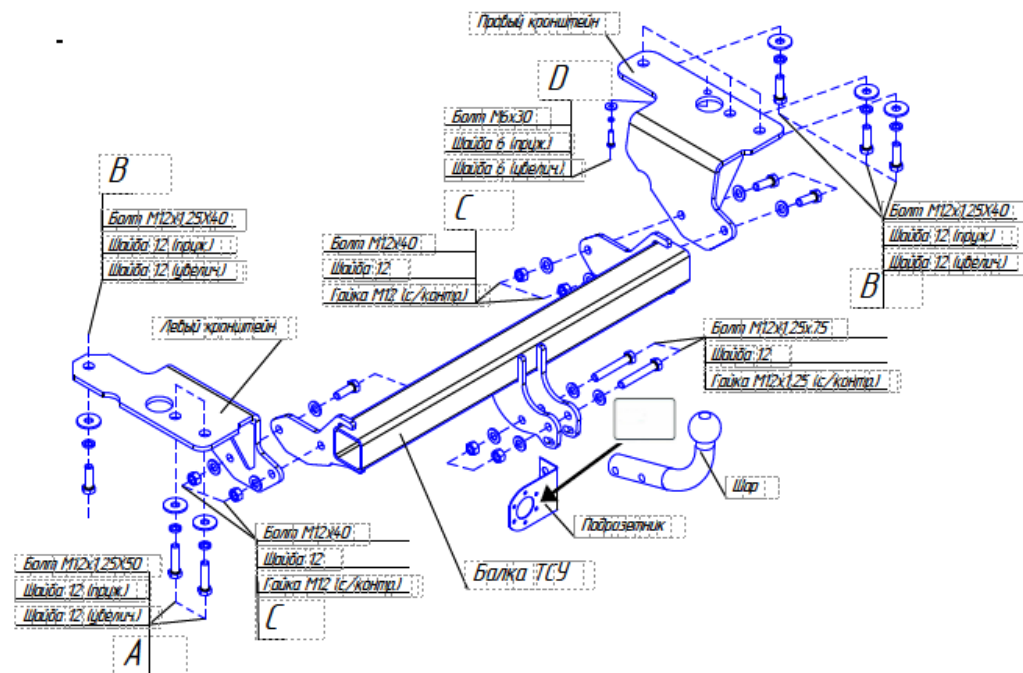 Правый кронштейн
D
Болт М6х30
Шайба 6 (пруж.)
Шайба 6 (увелич.)
B
Болт М12х1,25Х40
Шайба 12 (пруж.)
Шайба 12 (увелич.)
C
Болт М12х40
Шайба 12
Гайка М12 (с/контр.)
Болт М12х1,25Х40
Шайба 12 (пруж.)
Шайба 12 (увелич.)
B
Левый кронштейн
Болт М12х1,25х75
Шайба 12
Гайка М12х1,25 (с/контр.)
Шар
Подрозетник
Балка ТСУ
Болт М12х40
Шайба 12
Гайка М12 (с/контр.)
C
Болт М12х1,25Х50
Шайба 12 (пруж.)
Шайба 12 (увелич.)
A